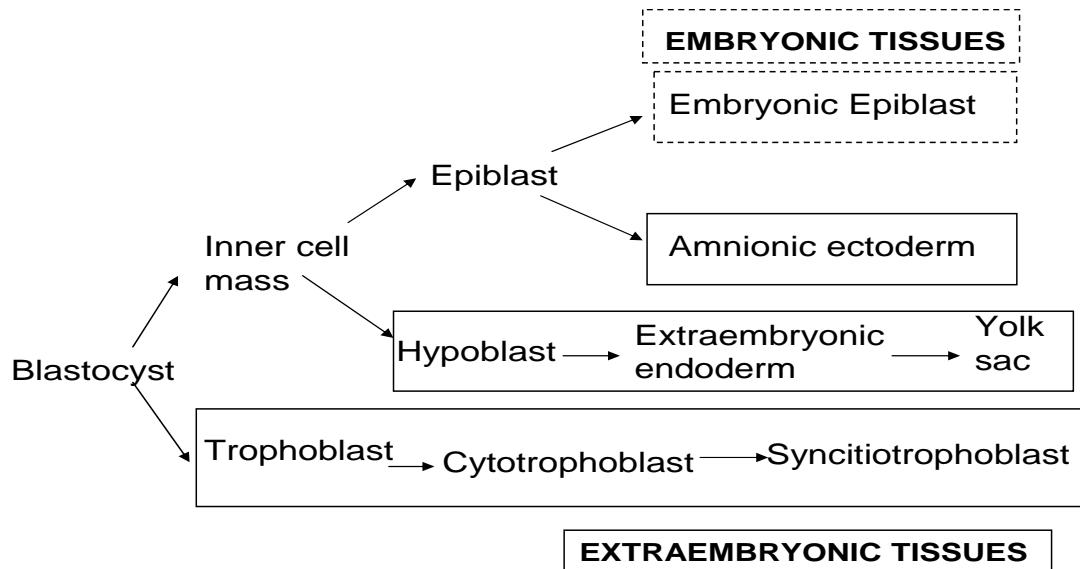 EMBRYONIC TISSUES
Embryonic Epiblast
Epiblast
Amnionic ectoderm
Inner cell
mass
Hypoblast
Extraembryonic
endoderm
Yolk
sac
Blastocyst
Trophoblast
Cytotrophoblast
Syncitiotrophoblast
EXTRAEMBRYONIC TISSUES